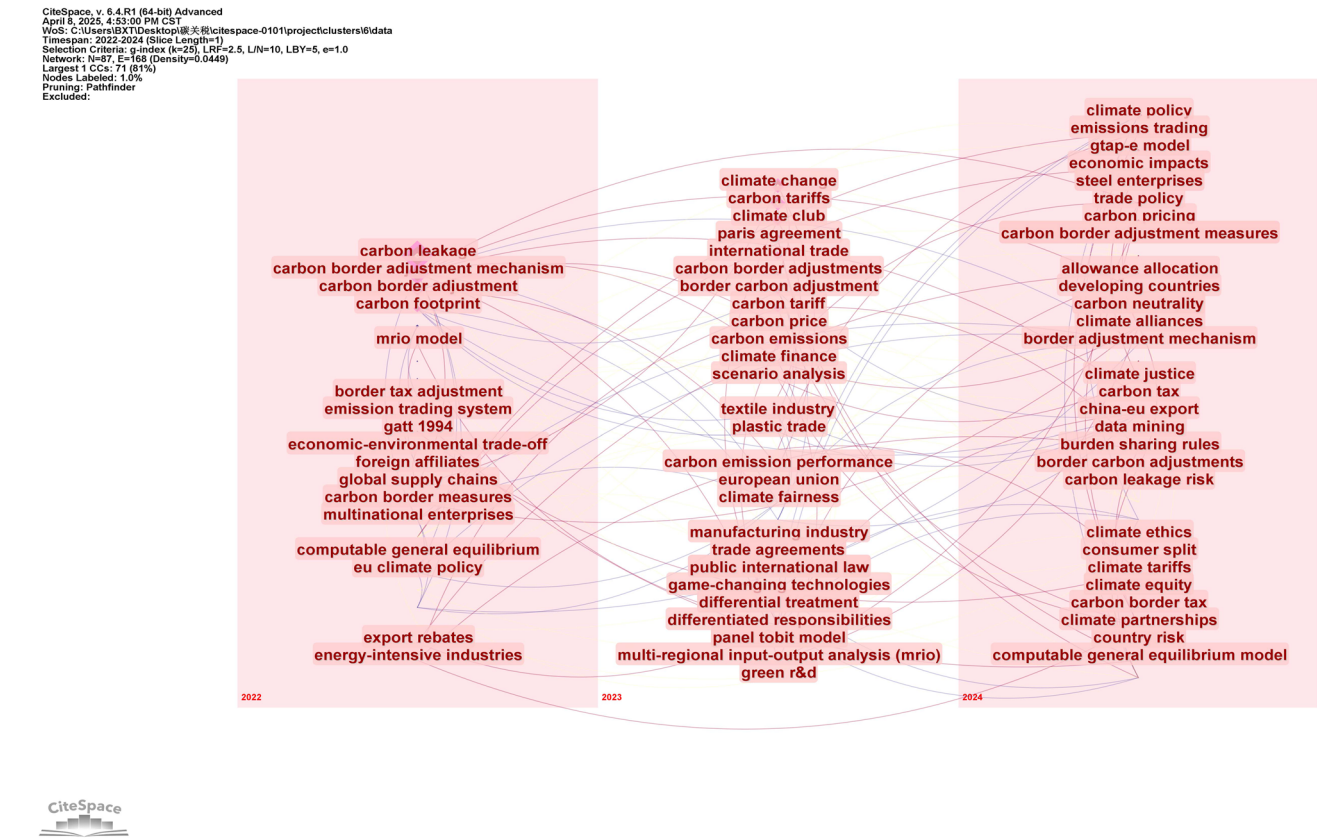 CiteSpace, v. 6.4.R1 (64-bit) Advanced
April 8, 2025, 4:53:00 PM CST
WoS: C:\Users\BXT\Desktop\碳关税\citespace-0101\project\clusters\6\data
Timespan: 2022-2024 (Slice Length=1)
Selection Criteria: g-index (k=25), LRF=2.5, L/N=10, LBY=5, e=1.0
Network: N=87, E=168 (Density=0.0449)
Largest 1 CCs: 71 (81%)
Nodes Labeled: 1.0%
Pruning: Pathfinder
Excluded:
carbon leakage
carbon border adjustment mechanism
carbon border adjustment
carbon footprint
mrio model
border tax adjustment
emission trading system
gatt 1994
economic-environmental trade-off
foreign affiliates
global supply chains
carbon border measures
multinational enterprises
computable general equilibrium
eu climate policy
export rebates
energy-intensive industries
2022
climate change
carbon tariffs
climate club
paris agreement
international trade
carbon border adjustments
border carbon adjustment
carbon tariff
carbon price
carbon emissions
climate finance
scenario analysis
textile industry
plastic trade
carbon emission performance
european union
climate fairness
manufacturing industry
trade agreements
public international law
game-changing technologies
differential treatment
differentiated responsibilities
panel tobit model
multi-regional input-output analysis (mrio)
green r&d
2023
climate policy
emissions trading
gtap-e model
economic impacts
steel enterprises
trade policy
carbon pricing
carbon border adjustment measures
allowance allocation
developing countries
carbon neutrality
climate alliances
border adjustment mechanism
climate justice
carbon tax
china-eu export
data mining
burden sharing rules
border carbon adjustments
carbon leakage risk
climate ethics
consumer split
climate tariffs
climate equity
carbon border tax
climate partnerships
country risk
computable general equilibrium model
2024
CiteSpace